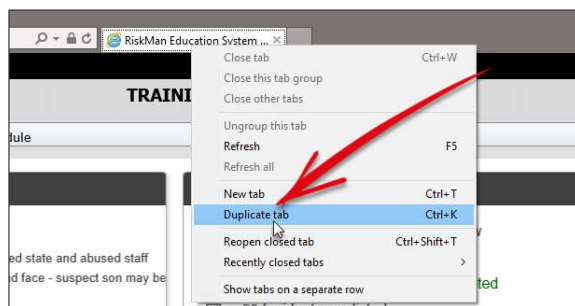 RiskMan Education System ...
Close tab Ctrl+W
Close this tab group
Close other tabs
TRAINI
Ungroup this tab
dule
Refresh F5
Refresh all
New tab Ctrl+T
Duplicate tab Ctrl+K
Reopen closed tab Ctrl+Shift+T
Recently closed tabs
ed state and abused staff
d face - suspect son may be
ted
Show tabs on a separate row